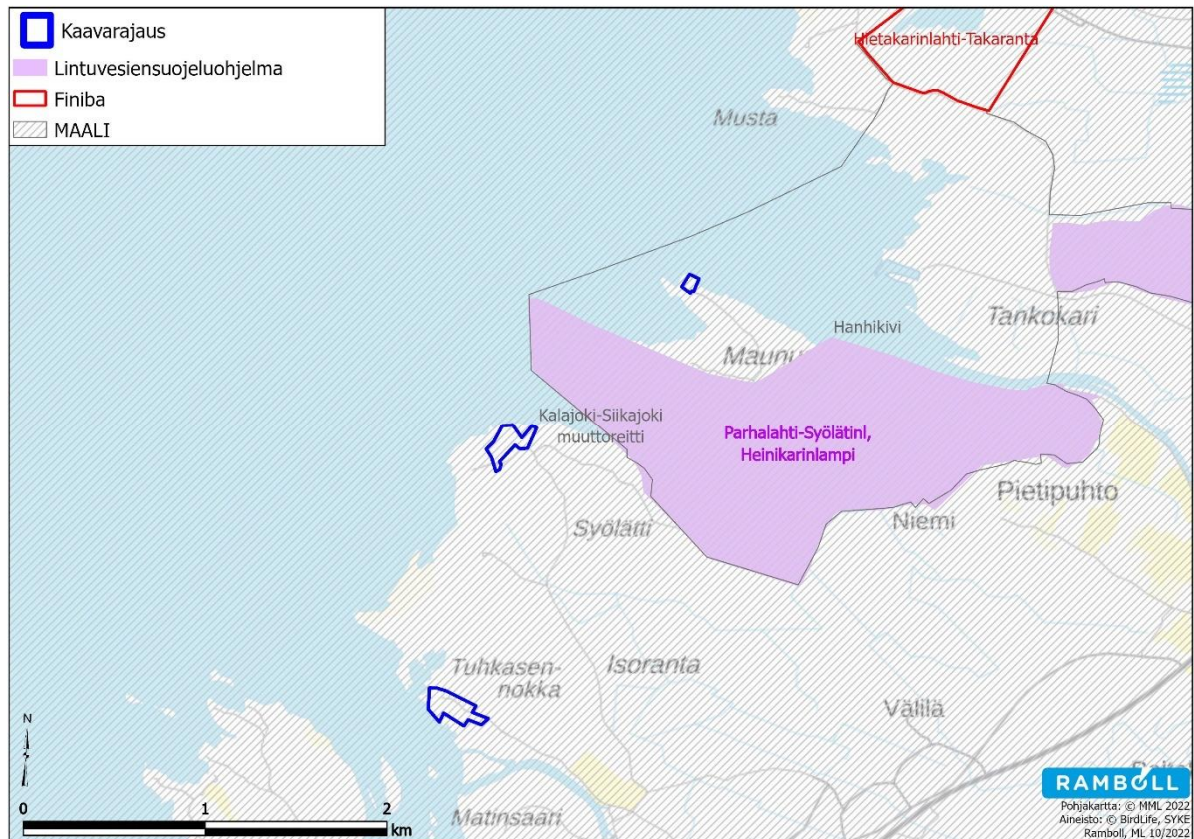 Kaavarajaus
Lintuvesiensuojeluohjelma
Finiba
MAALI
Hietakarinlahti-Takaranta
Musta
Tankokari
Hanhikivi
Maunu
Kalajoki-Siikajoki
muuttoreitti
Parhalahti-Syölätinl,
Heinikarinlampi
Pietipuhto
Niemi
Syölätti
Tuhkasen-
nokka
Isoranta
Välilä
Matinsaari
N
0 1 2
km
RAMBOLL
Pohjakartta: © MML 2022
Aineisto: © BirdLife, SYKE
Ramboll, ML 10/2022